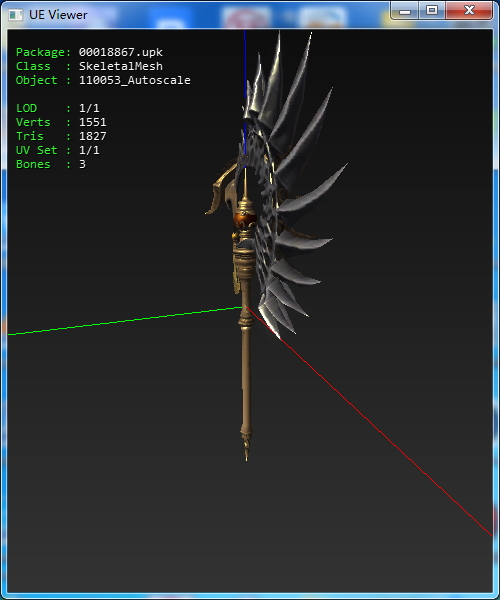 UE Viewer
Package: 00018867.upk
Class : SkeletalMesh
Object : 110053_Autoscale
LOD : 1/1
Verts : 1551
Tris : 1827
UV Set : 1/1
Bones : 3